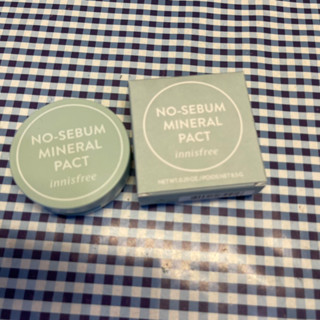 NO-SEBUM
MINERAL
PACT
innisfree
NO-SEBUM
MINERAL
PACT
innisfree